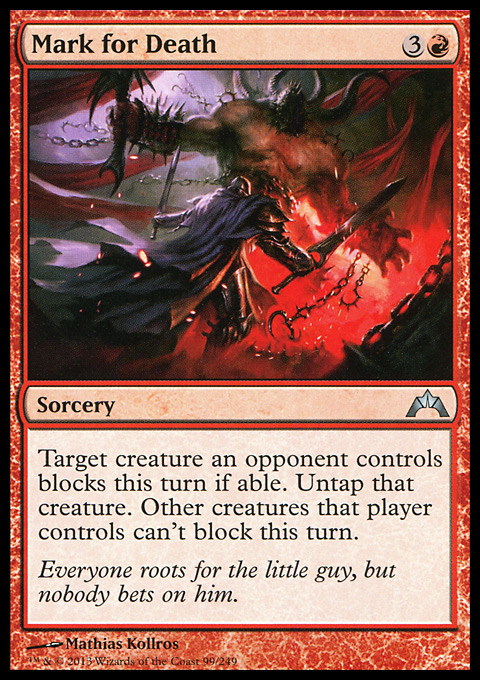 Mark for Death 3
Sorcery
Target creature an opponent controls
blocks this turn if able. Untap that
creature. Other creatures that player
controls can't block this turn.
Everyone roots for the little guy, but
nobody bets on him.
Mathias Kollros
™ & © 2013 Wizards of the Coast 99/249